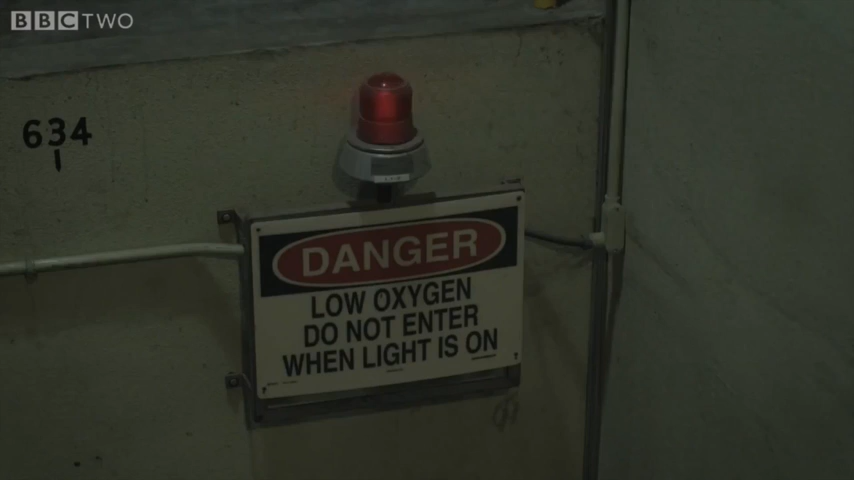 BBC TWO
634
DANGER
LOW OXYGEN
DO NOT ENTER
WHEN LIGHT IS ON